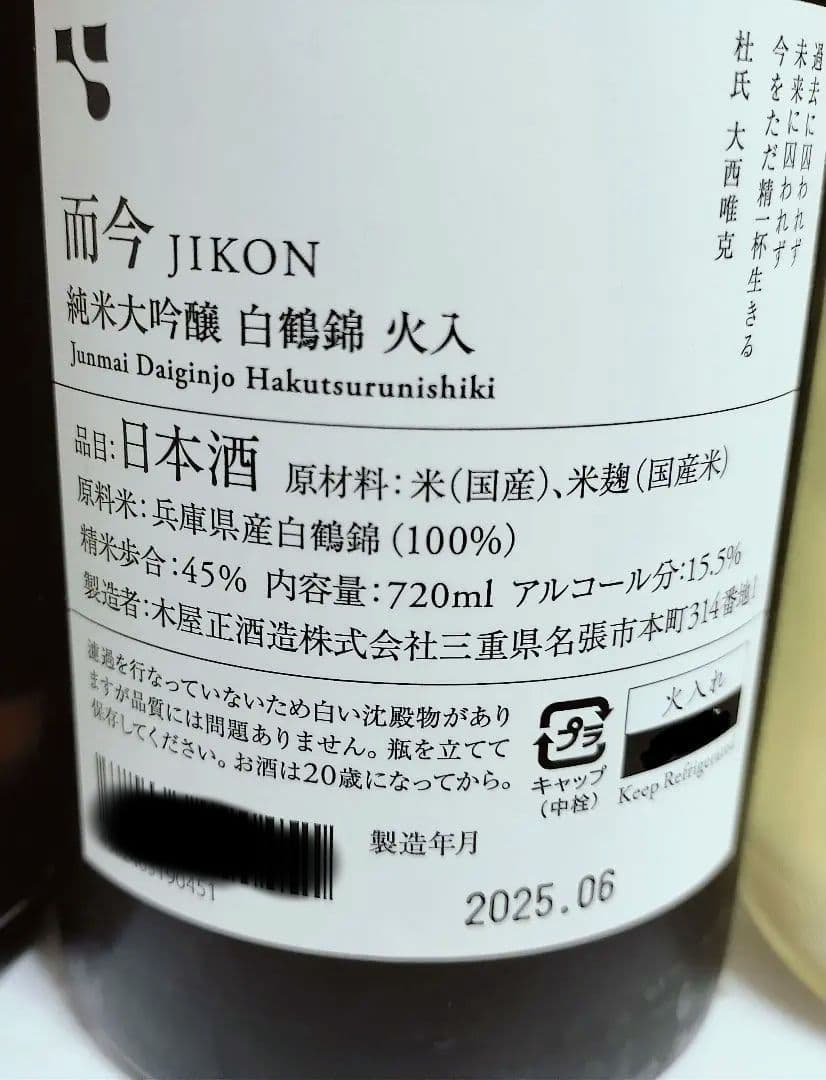 過去に囚われず
未来に囚われず
今をただ精一杯生きる
杜氏 大西唯克
而今 JIKON
純米大吟醸 白鶴錦 火入
Junmai Daiginjo Hakutsurunishiki
品目:日本酒 原材料:米(国産)、米麹(国産米)
原料米:兵庫県産白鶴錦(100%)
精米歩合:45% 内容量:720ml アルコール分:15.5%
製造者:木屋正酒造株式会社三重県名張市本町314番地1
濾過を行なっていないため白い沈殿物があり
ますが品質には問題ありません。瓶を立てて
保存してください。お酒は20歳になってから。
プラ
キャップ
(中栓)
火入れ
Keep Refrigerated
190451
製造年月
2025.06